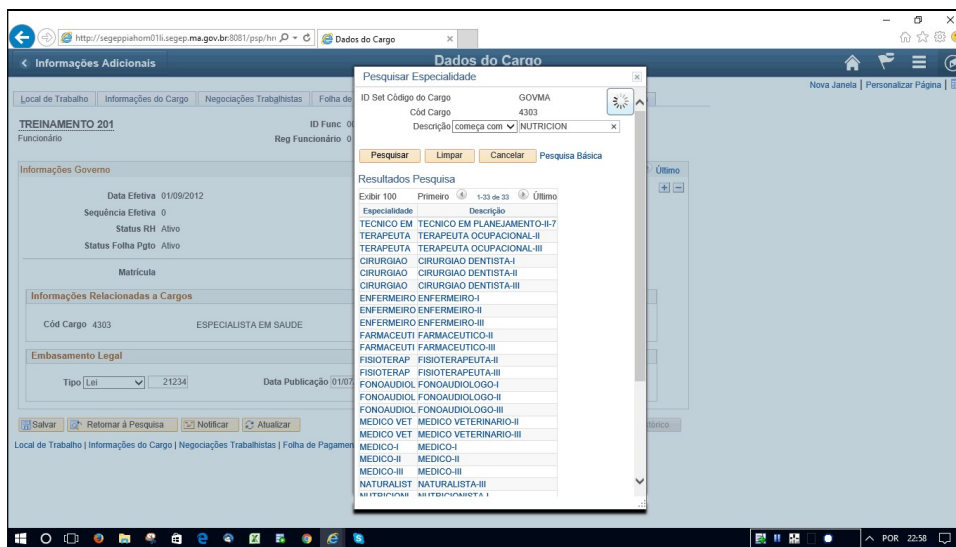 http://segeppiahom01li.segep.ma.gov.br:8081/psp/hn
Dados do Cargo
Informações Adicionais
Dados do Cargo
Nova Janela | Personalizar Página |
Local de Trabalho
Informações do Cargo
Negociações Trabalhistas
Folha de
TREINAMENTO 201
ID Func
Funcionário
Reg Funcionário 0
Informações Governo
Último
Data Efetiva 01/09/2012
Sequência Efetiva 0
Status RH Ativo
Status Folha Pgto Ativo
Matrícula
Informações Relacionadas a Cargos
Cód Cargo 4303 ESPECIALISTA EM SAUDE
Embasamento Legal
Tipo Lei 21234 Data Publicação 01/07
Salvar
Retornar à Pesquisa
Notificar
Atualizar
Local de Trabalho | Informações do Cargo | Negociações Trabalhistas | Folha de Pagamen
Pesquisar Especialidade
ID Set Código do Cargo GOVMA
Cód Cargo 4303
Descrição começa com NUTRICION
Pesquisar Limpar Cancelar Pesquisa Básica
Resultados Pesquisa
Exibir 100 Primeiro 1-33 de 33 Último
Especialidade Descrição
TECNICO EM TECNICO EM PLANEJAMENTO-II-7
TERAPEUTA TERAPEUTA OCUPACIONAL-II
TERAPEUTA TERAPEUTA OCUPACIONAL-III
CIRURGIAO CIRURGIAO DENTISTA-I
CIRURGIAO CIRURGIAO DENTISTA-II
CIRURGIAO CIRURGIAO DENTISTA-III
ENFERMEIRO ENFERMEIRO-I
ENFERMEIRO ENFERMEIRO-II
ENFERMEIRO ENFERMEIRO-III
FARMACEUTI FARMACEUTICO-II
FARMACEUTI FARMACEUTICO-III
FISIOTERAP FISIOTERAPEUTA-II
FISIOTERAP FISIOTERAPEUTA-III
FONOAUDIOL FONOAUDIOLOGO-I
FONOAUDIOL FONOAUDIOLOGO-II
FONOAUDIOL FONOAUDIOLOGO-III
MEDICO VET MEDICO VETERINARIO-II
MEDICO VET MEDICO VETERINARIO-III
MEDICO-I MEDICO-I
MEDICO-II MEDICO-II
MEDICO-III MEDICO-III
NATURALIST NATURALISTA-III
NUTRICIONI NUTRICIONISTA-I
POR 22:58